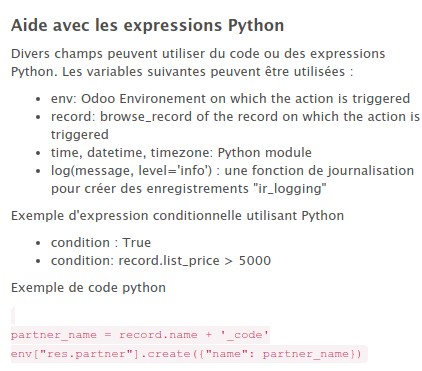 Aide avec les expressions Python
Divers champs peuvent utiliser du code ou des expressions
Python. Les variables suivantes peuvent être utilisées :
• env: Odoo Environement on which the action is triggered
• record: browse_record of the record on which the action is
triggered
• time, datetime, timezone: Python module
• log(message, level='info') : une fonction de journalisation
pour créer des enregistrements "ir_logging"
Exemple d'expression conditionnelle utilisant Python
• condition : True
• condition: record.list_price > 5000
Exemple de code python
partner_name = record.name + '_code'
env["res.partner"].create({"name": partner_name})